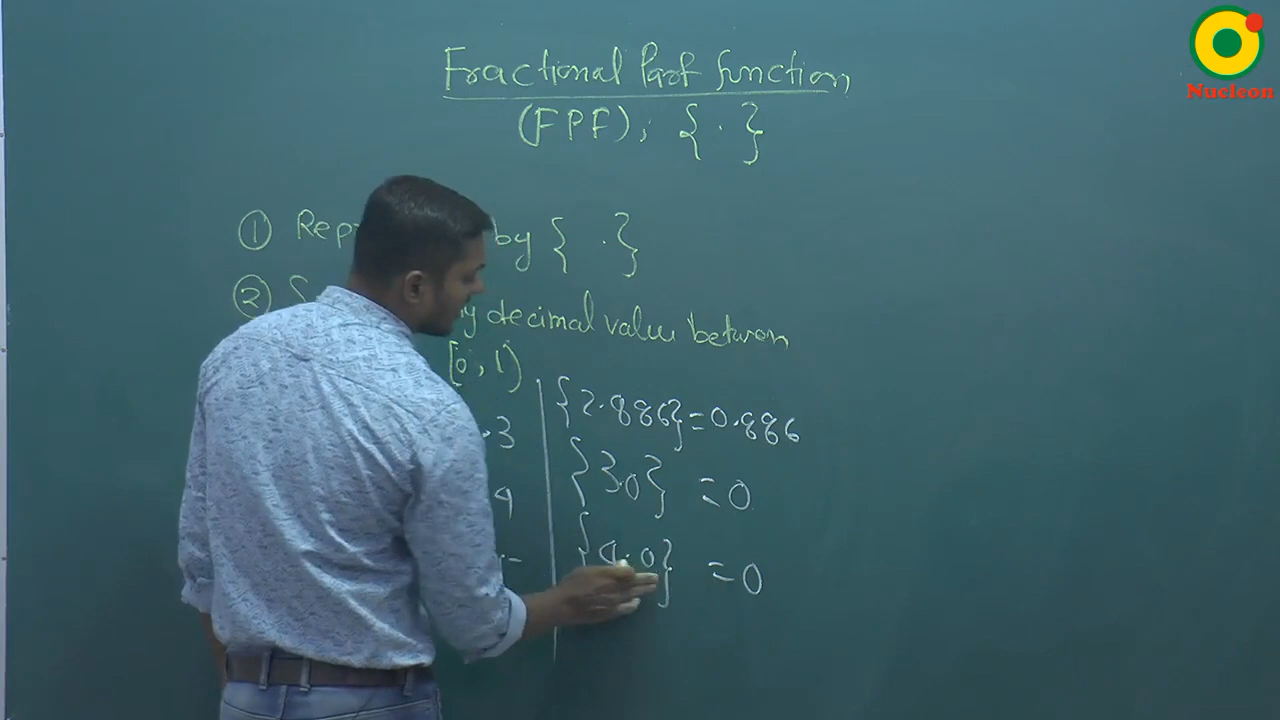 Fractional Part function
(FPF); { . }
Nucleon
① by { . }
② decimal value between
[0, 1)
.3
{2.886} = 0.886
{3.0} = 0
{4.0} = 0